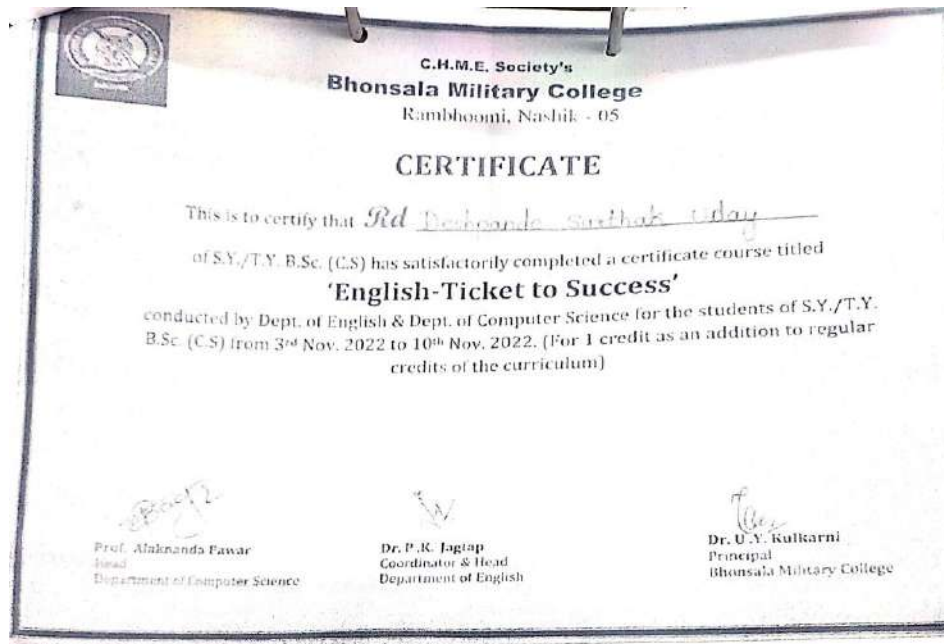 C.H.M.E. Society's
Bhonsala Military College
Rambhoomi, Nashik - 05
CERTIFICATE
This is to certify that Rd Deshpande Sarthak Uday
of S.Y./T.Y. B.Sc. (C.S) has satisfactorily completed a certificate course titled
'English-Ticket to Success'
conducted by Dept. of English & Dept. of Computer Science for the students of S.Y./T.Y.
B.Sc. (C.S) from 3rd Nov. 2022 to 10th Nov. 2022. (For 1 credit as an addition to regular
credits of the curriculum)
Prof. Alaknanda Pawar
Head
Department of Computer Science
Dr. P.K. Jagtap
Coordinator & Head
Department of English
Dr. U.Y. Kulkarni
Principal
Bhonsala Military College